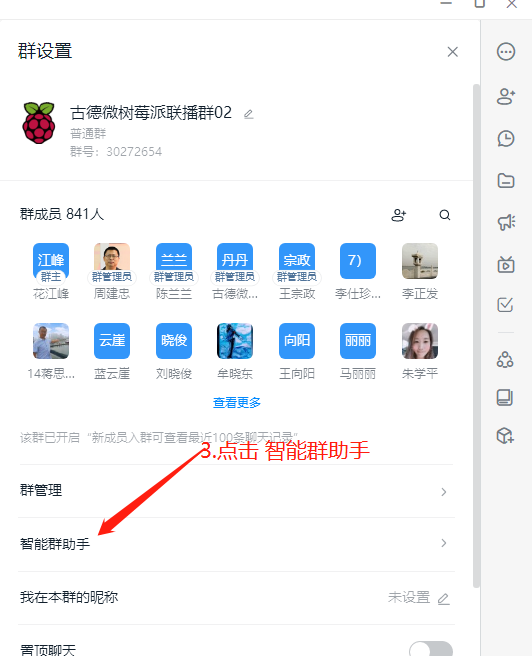 群设置
古德微树莓派联播群02
普通群
群号：30272654
群成员 841人
江峰 兰兰 丹丹 宗政 7）
群主 群管理员 群管理员 群管理员 群管理员
花江峰 周建忠 陈兰兰 古德微... 王宗政 李仕珍... 李正发
云崖 晓俊 向阳 丽丽
14蒋思... 蓝云崖 刘晓俊 牟晓东 王向阳 马丽丽 朱学平
查看更多
该群已开启“新成员入群可查看最近100条聊天记录”
3.点击 智能群助手
群管理
智能群助手
我在本群的昵称 未设置
置顶聊天